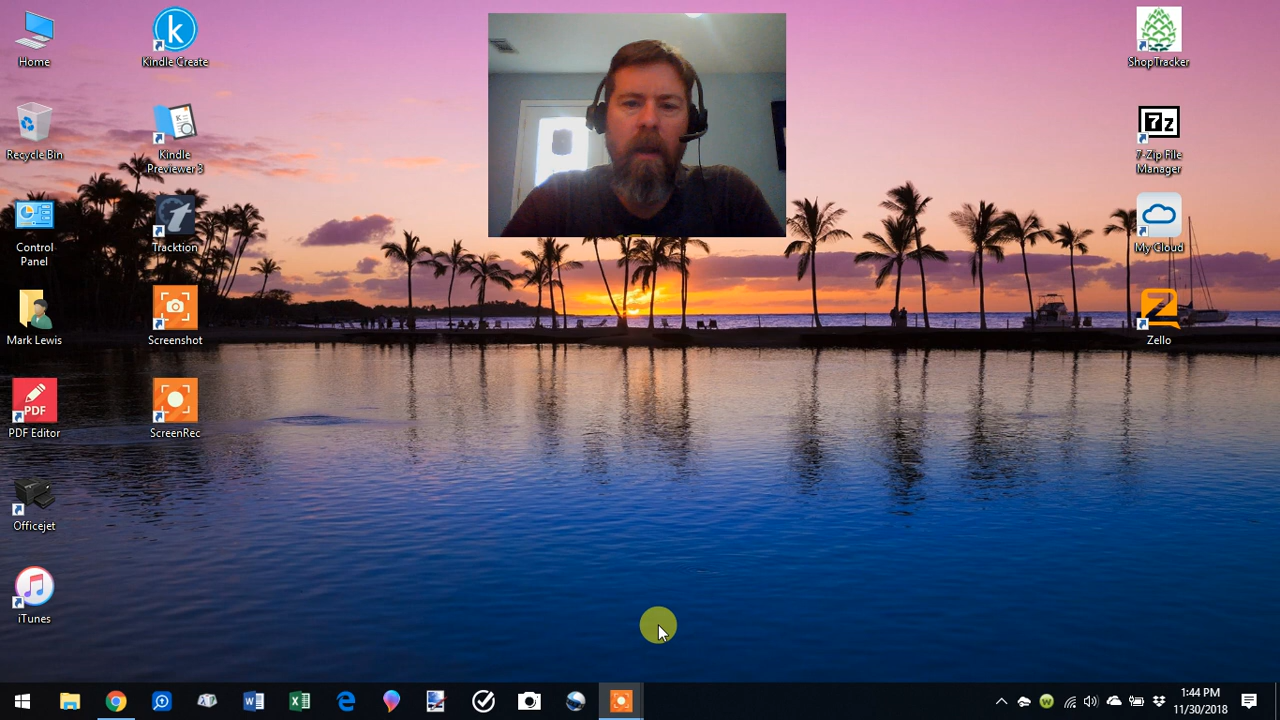 Home
Kindle Create
Recycle Bin
Kindle
Previewer 3
Control
Panel
Tracktion
Mark Lewis
Screenshot
PDF
PDF Editor
ScreenRec
Officejet
iTunes
ShopTracker
7z
7-Zip File
Manager
My Cloud
Z
Zello
1:44 PM
11/30/2018